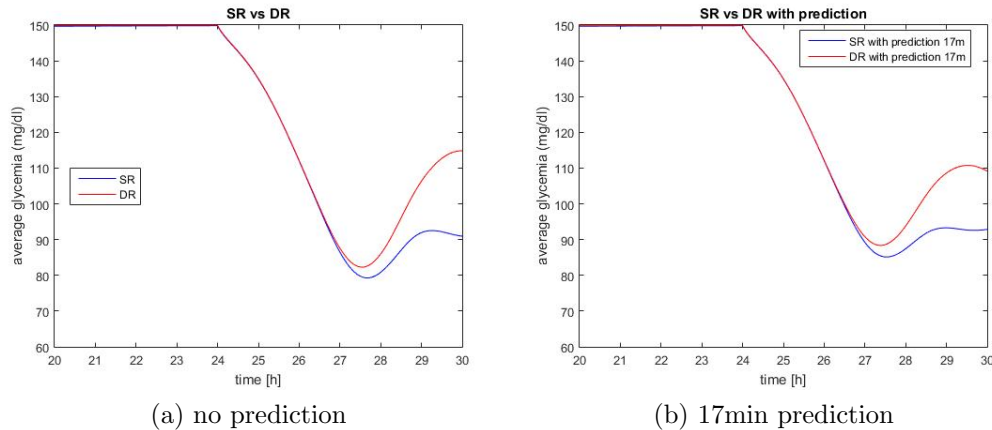 SR vs DR
150
140
130
120
110
100
90
80
70
60
average glycemia (mg/dl)
SR
DR
20 21 22 23 24 25 26 27 28 29 30
time [h]
(a) no prediction
SR vs DR with prediction
150
140
130
120
110
100
90
80
70
60
average glycemia (mg/dl)
SR with prediction 17m
DR with prediction 17m
20 21 22 23 24 25 26 27 28 29 30
time [h]
(b) 17min prediction